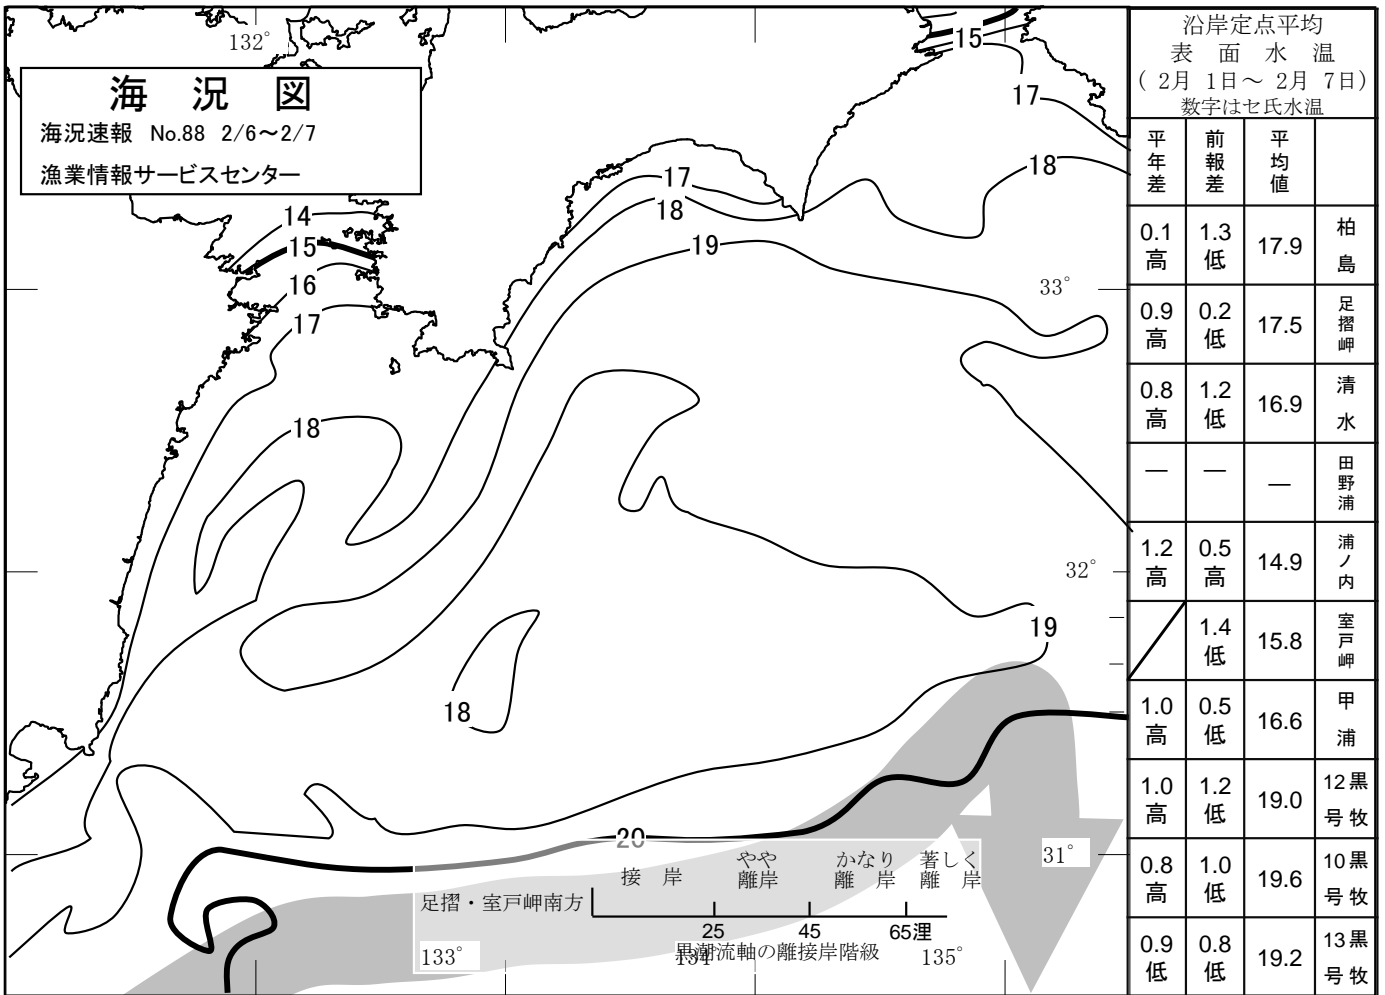 海 況 図
海況速報 No.88 2/6～2/7
漁業情報サービスセンター
132°
15
17
18
17
18
19
14
15
16
17
18
33°
32°
19
18
20
31°
接 岸
やや
離岸
かなり
離 岸
著しく
離 岸
足摺・室戸岬南方
25 45 65浬
黒潮流軸の離接岸階級
133° 134° 135°
沿岸定点平均
表 面 水 温
( 2月 1日～ 2月 7日)
数字はセ氏水温
平年差 前報差 平均値
0.1高 1.3低 17.9 柏島
0.9高 0.2低 17.5 足摺岬
0.8高 1.2低 16.9 清水
― ― ― 田野浦
1.2高 0.5高 14.9 浦ノ内
1.4低 15.8 室戸岬
1.0高 0.5低 16.6 甲浦
1.0高 1.2低 19.0 黒牧12号
0.8高 1.0低 19.6 黒牧10号
0.9低 0.8低 19.2 黒牧13号